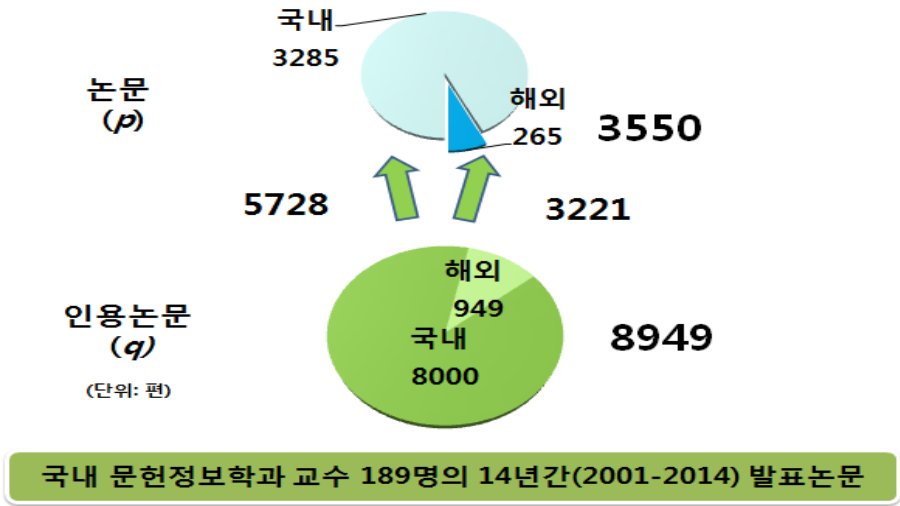 국내
3285
논문
(p)
해외
265
3550
5728
3221
해외
949
인용논문
(q)
국내
8000
8949
(단위: 편)
국내 문헌정보학과 교수 189명의 14년간(2001-2014) 발표논문